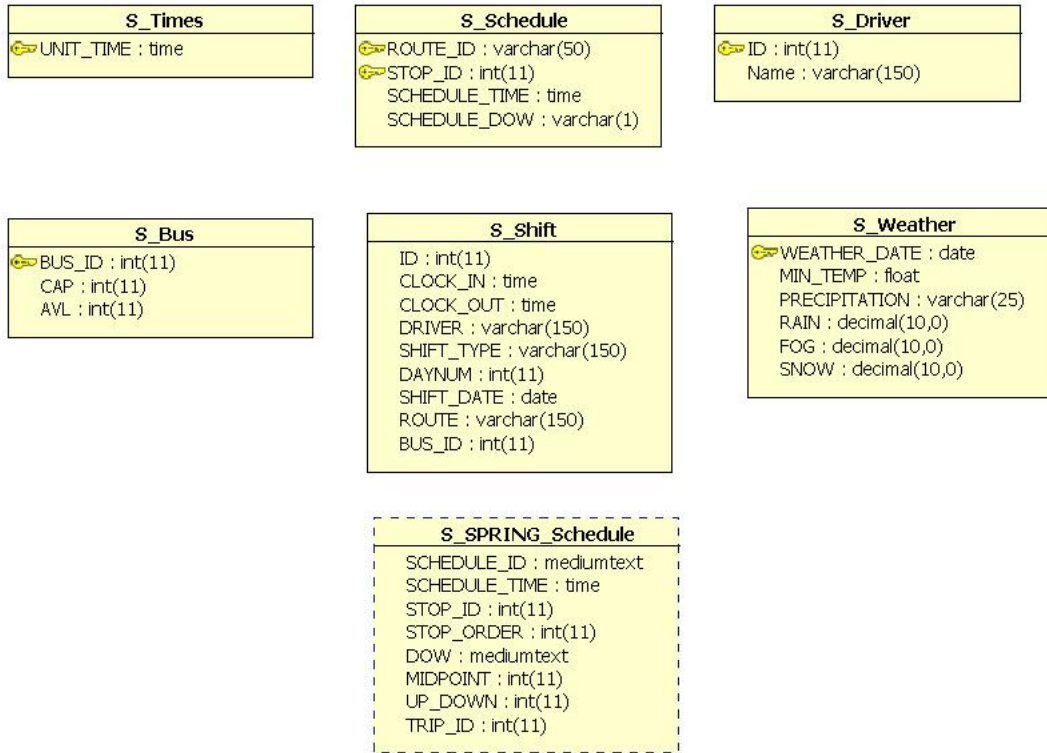 S_Times
UNIT_TIME : time
S_Schedule
ROUTE_ID : varchar(50)
STOP_ID : int(11)
SCHEDULE_TIME : time
SCHEDULE_DOW : varchar(1)
S_Driver
ID : int(11)
Name : varchar(150)
S_Bus
BUS_ID : int(11)
CAP : int(11)
AVL : int(11)
S_Shift
ID : int(11)
CLOCK_IN : time
CLOCK_OUT : time
DRIVER : varchar(150)
SHIFT_TYPE : varchar(150)
DAYNUM : int(11)
SHIFT_DATE : date
ROUTE : varchar(150)
BUS_ID : int(11)
S_Weather
WEATHER_DATE : date
MIN_TEMP : float
PRECIPITATION : varchar(25)
RAIN : decimal(10,0)
FOG : decimal(10,0)
SNOW : decimal(10,0)
S_SPRING_Schedule
SCHEDULE_ID : mediumtext
SCHEDULE_TIME : time
STOP_ID : int(11)
STOP_ORDER : int(11)
DOW : mediumtext
MIDPOINT : int(11)
UP_DOWN : int(11)
TRIP_ID : int(11)